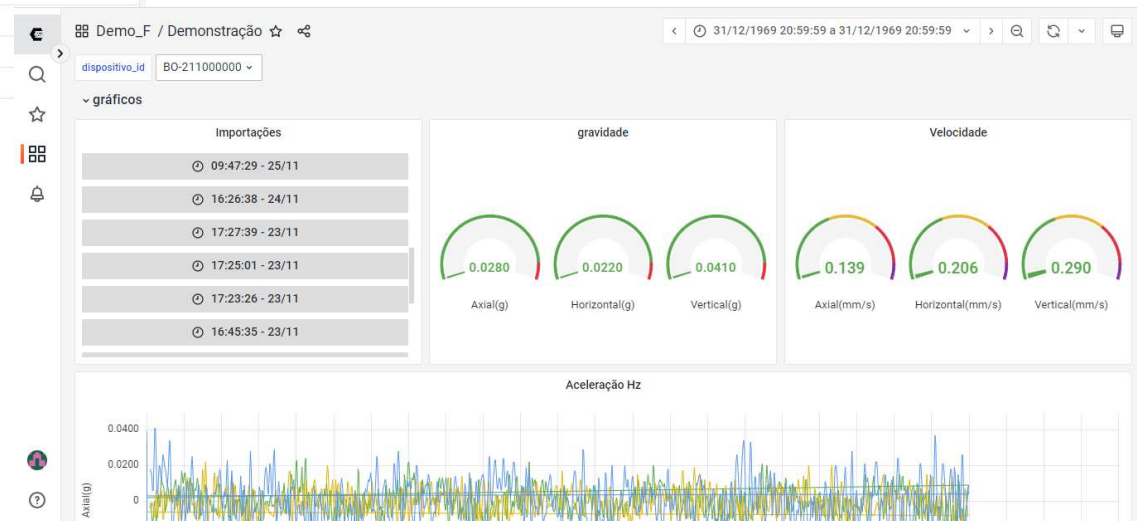 Demo_F / Demonstração
31/12/1969 20:59:59 a 31/12/1969 20:59:59
dispositivo_id BO-211000000
gráficos
Importações
09:47:29 - 25/11
16:26:38 - 24/11
17:27:39 - 23/11
17:25:01 - 23/11
17:23:26 - 23/11
16:45:35 - 23/11
gravidade
0.0280 0.0220 0.0410
Axial(g) Horizontal(g) Vertical(g)
Velocidade
0.139 0.206 0.290
Axial(mm/s) Horizontal(mm/s) Vertical(mm/s)
Aceleração Hz
0.0400
0.0200
0
Axial(g)